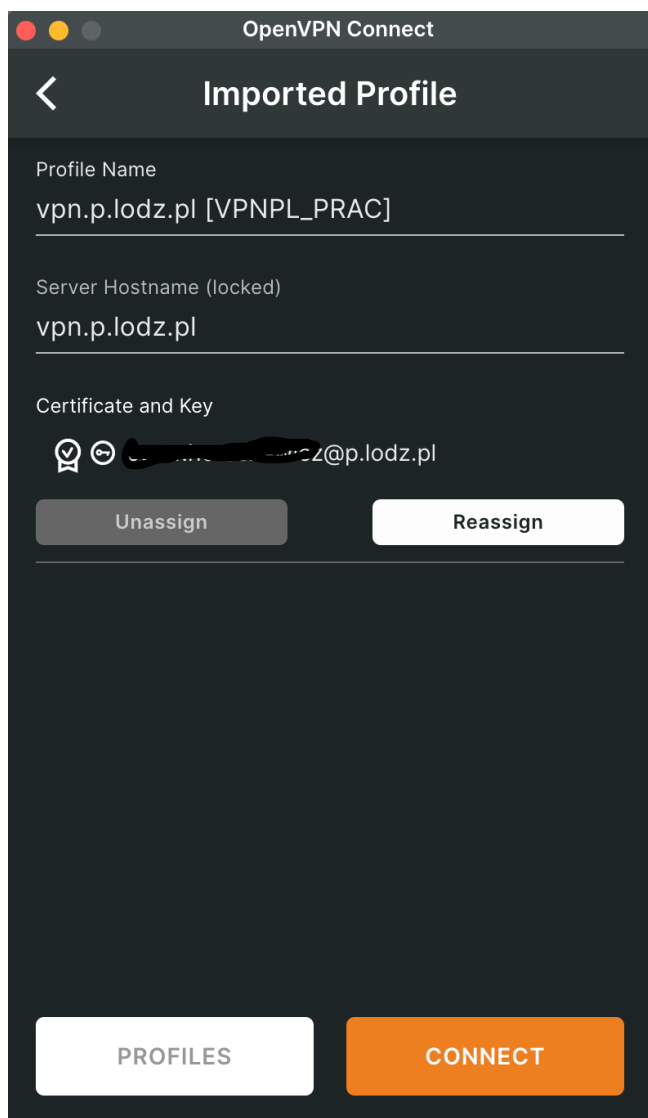 OpenVPN Connect
Imported Profile
Profile Name
vpn.p.lodz.pl [VPNPL_PRAC]
Server Hostname (locked)
vpn.p.lodz.pl
Certificate and Key
@p.lodz.pl
Unassign
Reassign
PROFILES
CONNECT